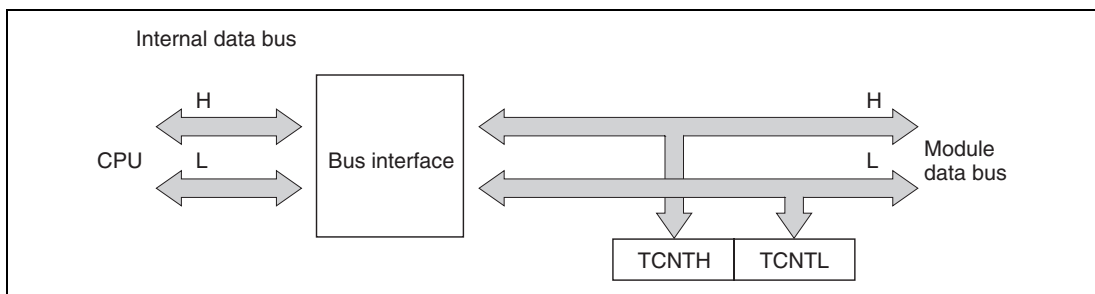 Internal data bus
H
H
CPU
L
Bus interface
L
Module
data bus
TCNTH
TCNTL